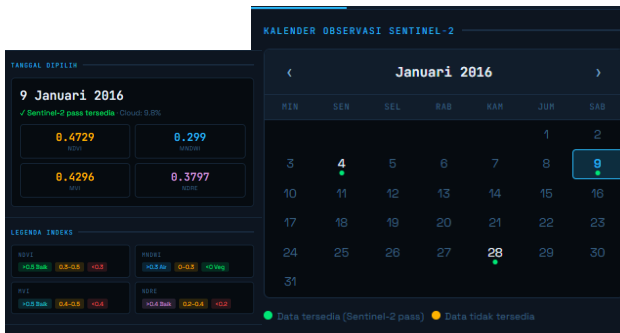 KALENDER OBSERVASI SENTINEL-2
‹ Januari 2016 ›
MIN SEN SEL RAB KAM JUM SAB
1 2
3 4 5 6 7 8 9
10 11 12 13 14 15 16
17 18 19 20 21 22 23
24 25 26 27 28 29 30
31
Data tersedia (Sentinel-2 pass) Data tidak tersedia
TANGGAL DIPILIH
9 Januari 2016
✓ Sentinel-2 pass tersedia · Cloud: 9.8%
0.4729 0.299
NDVI MNDWI
0.4296 0.3797
MVI NDRE
LEGENDA INDEKS
NDVI MNDWI
>0.5 Baik 0.3–0.5 <0.3 >0.3 Air 0–0.3 <0 Veg
MVI NDRE
>0.5 Baik 0.4–0.5 <0.4 >0.4 Baik 0.2–0.4 <0.2